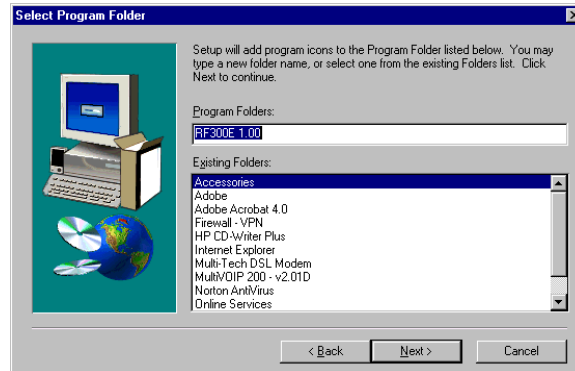 Select Program Folder
Setup will add program icons to the Program Folder listed below. You may
type a new folder name, or select one from the existing Folders list. Click
Next to continue.
Program Folders:
RF300E 1.00
Existing Folders:
Accessories
Adobe
Adobe Acrobat 4.0
Firewall - VPN
HP CD-Writer Plus
Internet Explorer
Multi-Tech DSL Modem
MultiVOIP 200 - v2.01D
Norton AntiVirus
Online Services
< Back
Next >
Cancel